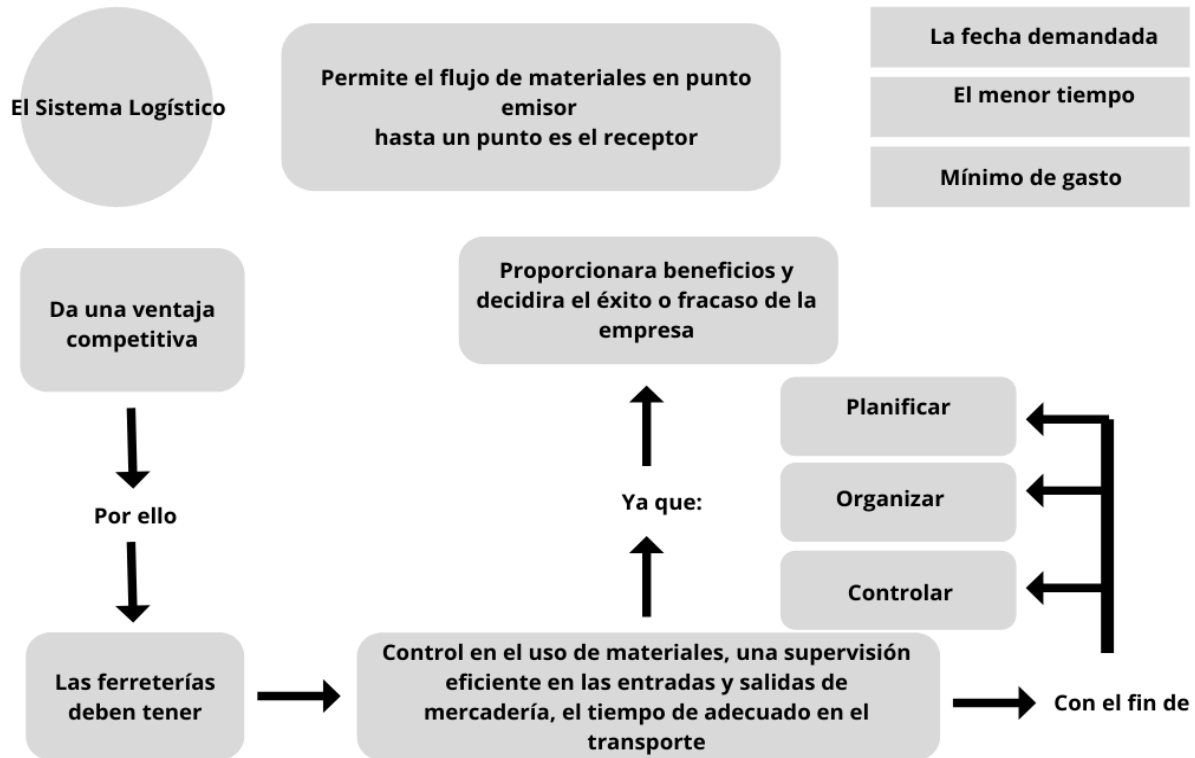 El Sistema Logístico
Permite el flujo de materiales en punto
emisor
hasta un punto es el receptor
La fecha demandada
El menor tiempo
Mínimo de gasto
Da una ventaja
competitiva
Por ello
Las ferreterías
deben tener
Control en el uso de materiales, una supervisión
eficiente en las entradas y salidas de
mercadería, el tiempo de adecuado en el
transporte
Ya que:
Proporcionara beneficios y
decidira el éxito o fracaso de la
empresa
Con el fin de
Planificar
Organizar
Controlar